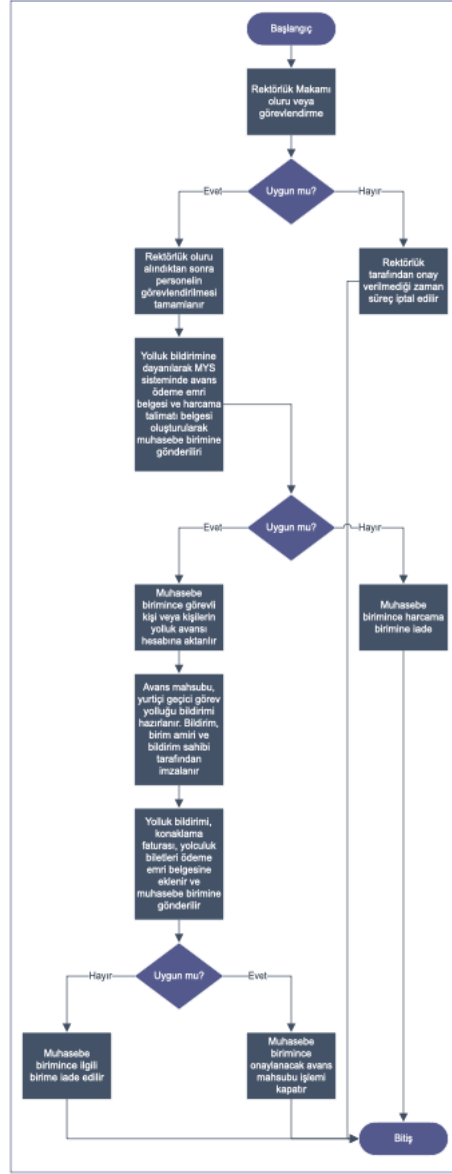 Başlangıç
Rektörlük Makamı
oluru veya
görevlendirme
Uygun mu?
Evet
Hayır
Rektörlük oluru
alındıktan sonra
personelin
görevlendirilmesi
tamamlanır
Rektörlük
tarafından onay
verilmediği zaman
süreç iptal edilir
Yolluk bildirimine
dayanılarak MYS
sisteminde avans
ödeme emri
belgesi ve harcama
talimatı belgesi
oluşturularak
muhasebe birimine
gönderiliri
Uygun mu?
Evet
Hayır
Muhasebe
birimince görevli
kişi veya kişilerin
yolluk avansı
hesabına aktarılır
Muhasebe
birimince harcama
birimine iade
Avans mahsubu,
yurtiçi geçici görev
yolluğu bildirimi
hazırlanır. Bildirim,
birim amiri ve
bildirim sahibi
tarafından
imzalanır
Yolluk bildirimi,
konaklama
faturası, yolculuk
biletleri ödeme
emri belgesine
eklenir ve
muhasebe birimine
gönderilir
Uygun mu?
Hayır
Evet
Muhasebe
birimince ilgili
birime iade edilir
Muhasebe
birimince
onaylanacak avans
mahsubu işlemi
kapatır
Bitiş